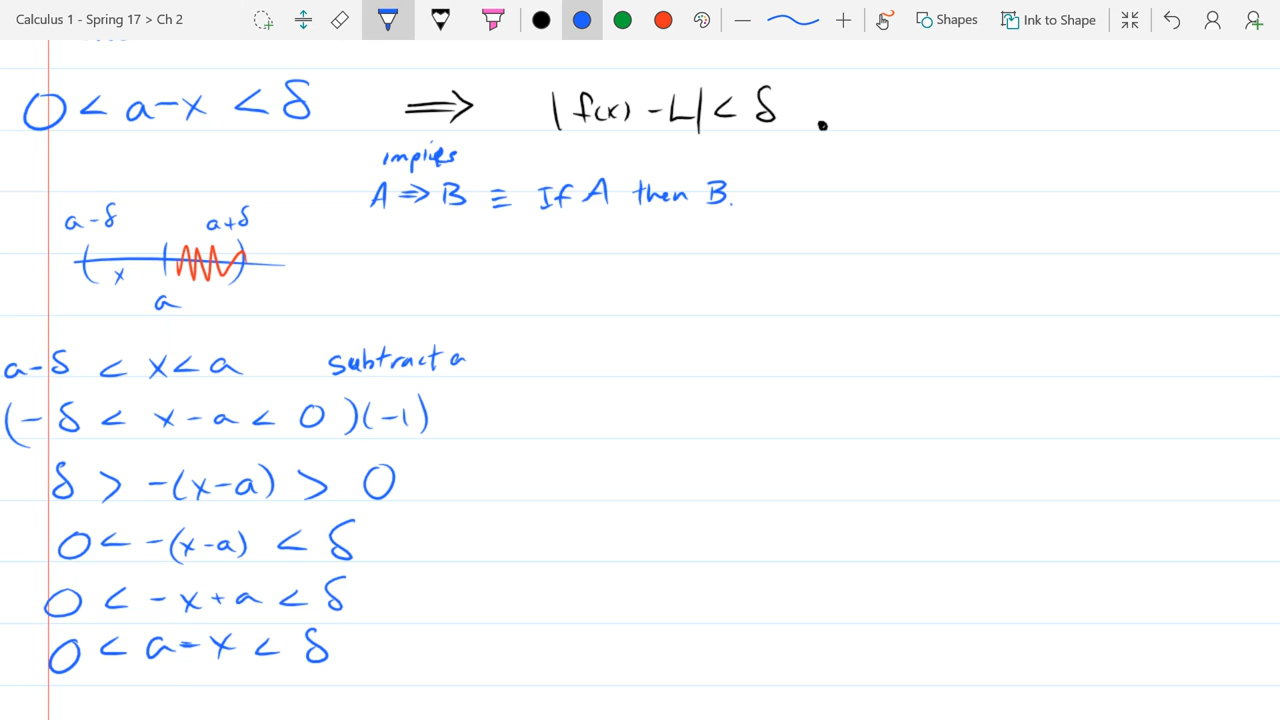 Calculus 1 - Spring 17 > Ch 2
Shapes
Ink to Shape
0 < a-x < δ ⟹ |f(x) - L| < δ .
implies
A ⇒ B ≡ If A then B.
a-δ a+δ
x
a
a-δ < x < a subtract a
(-δ < x-a < 0)(-1)
δ > -(x-a) > 0
0 < -(x-a) < δ
0 < -x+a < δ
0 < a-x < δ